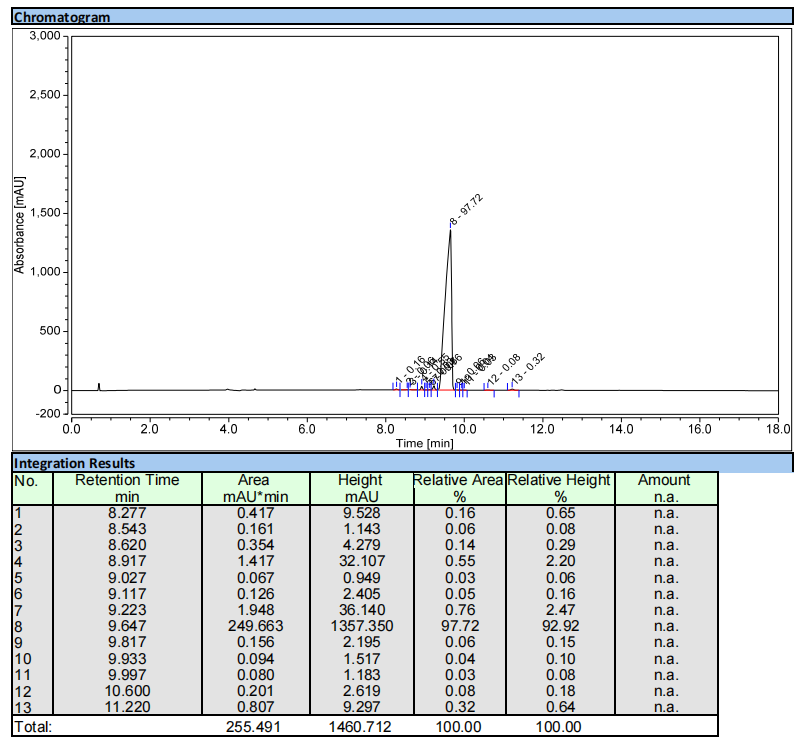 Chromatogram
3,000
2,500
2,000
1,500
1,000
500
0
-200
Absorbance [mAU]
1 - 0.16
8 - 97.72
12 - 0.08
13 - 0.32
0.0 2.0 4.0 6.0 8.0 10.0 12.0 14.0 16.0 18.0
Time [min]
Integration Results
No. Retention Time Area Height Relative Area Relative Height Amount
min mAU*min mAU % % n.a.
1 8.277 0.417 9.528 0.16 0.65 n.a.
2 8.543 0.161 1.143 0.06 0.08 n.a.
3 8.620 0.354 4.279 0.14 0.29 n.a.
4 8.917 1.417 32.107 0.55 2.20 n.a.
5 9.027 0.067 0.949 0.03 0.06 n.a.
6 9.117 0.126 2.405 0.05 0.16 n.a.
7 9.223 1.948 36.140 0.76 2.47 n.a.
8 9.647 249.663 1357.350 97.72 92.92 n.a.
9 9.817 0.156 2.195 0.06 0.15 n.a.
10 9.933 0.094 1.517 0.04 0.10 n.a.
11 9.997 0.080 1.183 0.03 0.08 n.a.
12 10.600 0.201 2.619 0.08 0.18 n.a.
13 11.220 0.807 9.297 0.32 0.64 n.a.
Total: 255.491 1460.712 100.00 100.00